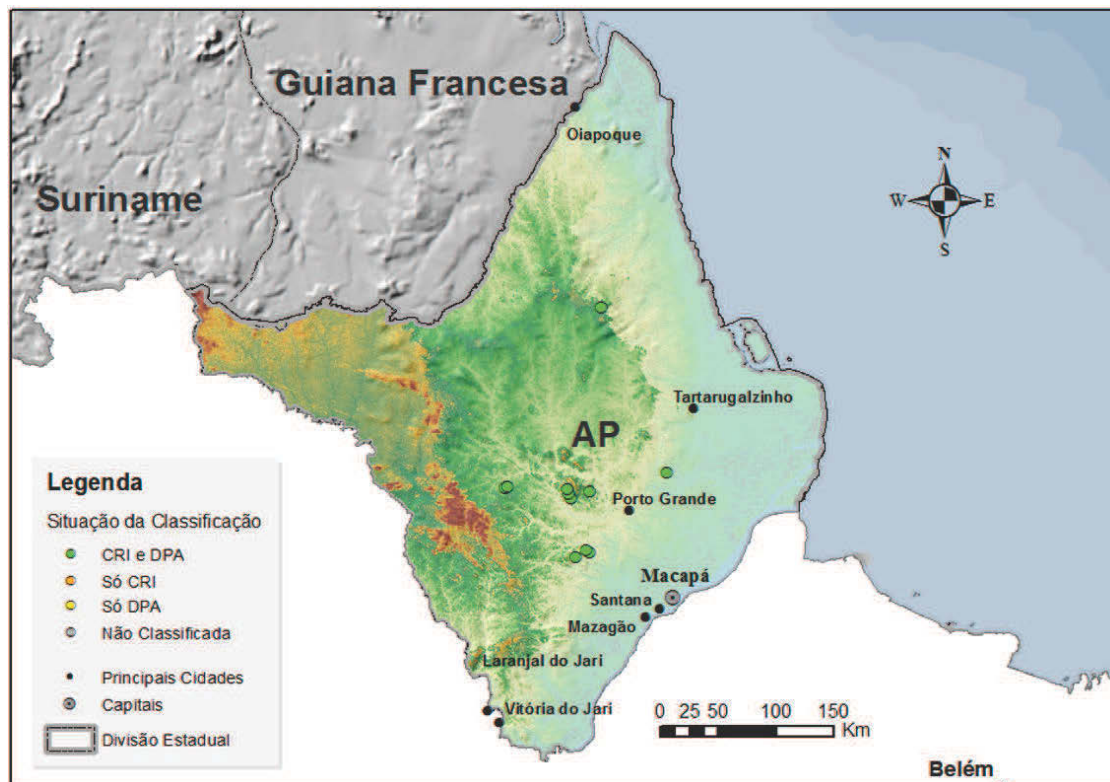 Guiana Francesa
Oiapoque
Suriname
N
W
E
S
Tartarugalzinho
AP
Porto Grande
Macapá
Santana
Mazagão
Laranjal do Jari
Vitória do Jari
Legenda
Situação da Classificação
CRI e DPA
Só CRI
Só DPA
Não Classificada
Principais Cidades
Capitais
Divisão Estadual
0 25 50 100 150
Km
Belém